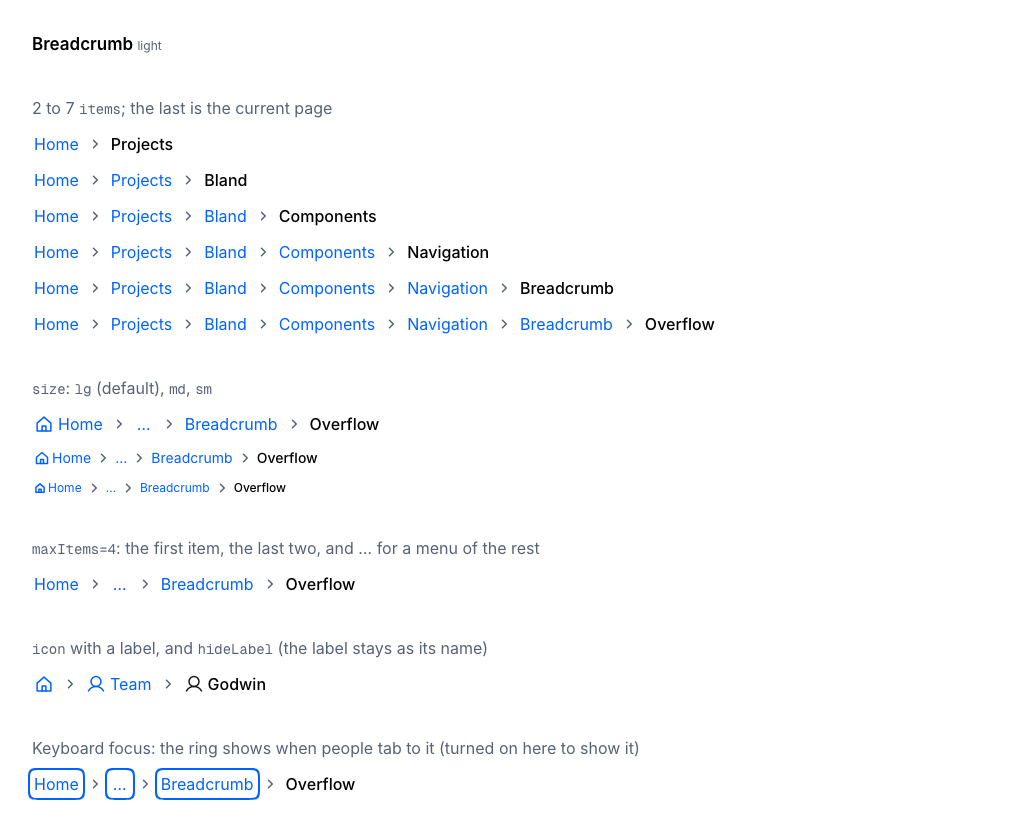 Breadcrumb light
2 to 7 items; the last is the current page
Home > Projects
Home > Projects > Bland
Home > Projects > Bland > Components
Home > Projects > Bland > Components > Navigation
Home > Projects > Bland > Components > Navigation > Breadcrumb
Home > Projects > Bland > Components > Navigation > Breadcrumb > Overflow
size: lg (default), md, sm
Home > ... > Breadcrumb > Overflow
Home > ... > Breadcrumb > Overflow
Home > ... > Breadcrumb > Overflow
maxItems=4: the first item, the last two, and ... for a menu of the rest
Home > ... > Breadcrumb > Overflow
icon with a label, and hideLabel (the label stays as its name)
> Team > Godwin
Keyboard focus: the ring shows when people tab to it (turned on here to show it)
Home > ... > Breadcrumb > Overflow